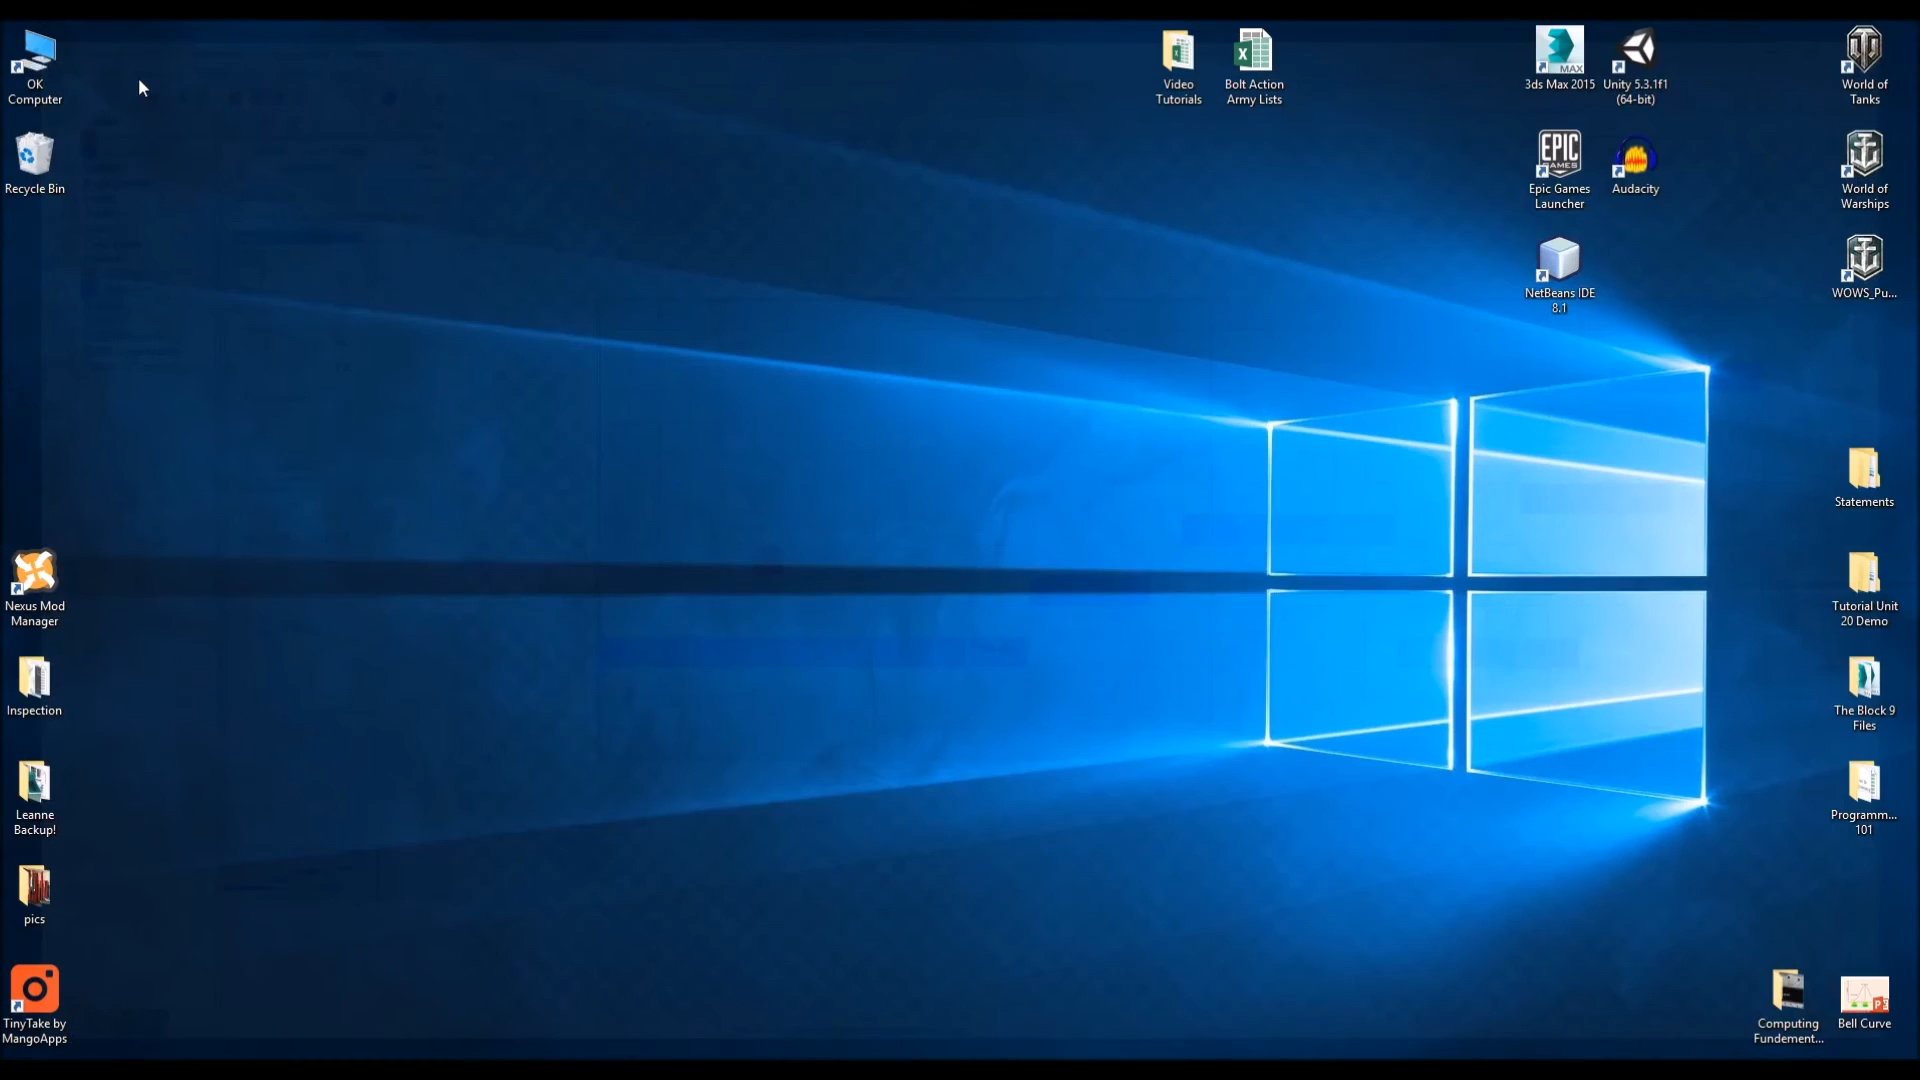 OK
Computer
Recycle Bin
Nexus Mod
Manager
Inspection
Leanne
Backup!
pics
TinyTake by
MangoApps
Video
Tutorials
Bolt Action
Army Lists
MAX
3ds Max 2015
Unity 5.3.1f1
(64-bit)
EPIC
GAMES
Epic Games
Launcher
Audacity
NetBeans IDE
8.1
World of
Tanks
World of
Warships
WOWS_Pu...
Statements
Tutorial Unit
20 Demo
The Block 9
Files
Programm...
101
Computing
Fundement...
Bell Curve